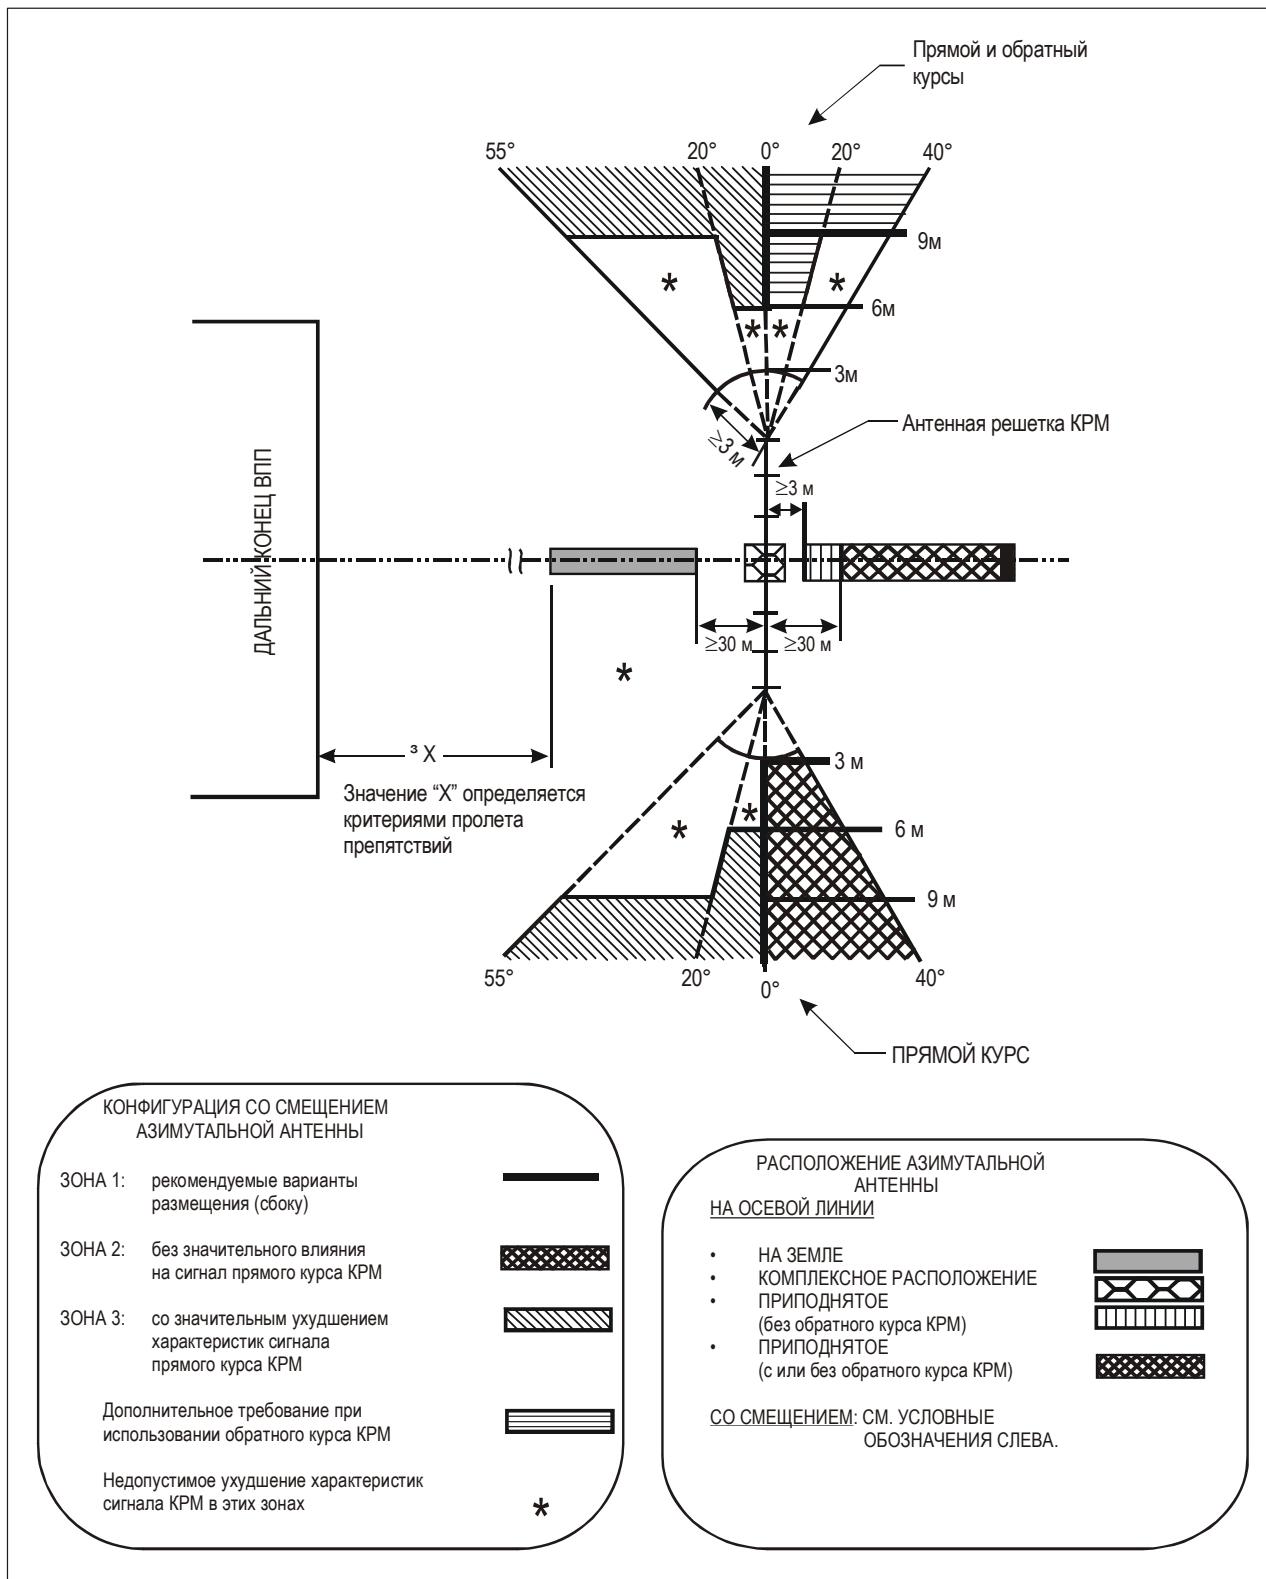 Прямой и обратный
курсы
55° 20° 0° 20° 40°
9м
6м
3м
≥3 м
Антенная решетка КРМ
≥3 м
ДАЛЬНИЙ КОНЕЦ ВПП
≥30 м ≥30 м
³ X
Значение “X” определяется
критериями пролета
препятствий
3 м
6 м
9 м
55° 20° 0° 40°
ПРЯМОЙ КУРС
КОНФИГУРАЦИЯ СО СМЕЩЕНИЕМ
АЗИМУТАЛЬНОЙ АНТЕННЫ
ЗОНА 1: рекомендуемые варианты
размещения (сбоку)
ЗОНА 2: без значительного влияния
на сигнал прямого курса КРМ
ЗОНА 3: со значительным ухудшением
характеристик сигнала
прямого курса КРМ
Дополнительное требование при
использовании обратного курса КРМ
Недопустимое ухудшение характеристик
сигнала КРМ в этих зонах *
РАСПОЛОЖЕНИЕ АЗИМУТАЛЬНОЙ
АНТЕННЫ
НА ОСЕВОЙ ЛИНИИ
• НА ЗЕМЛЕ
• КОМПЛЕКСНОЕ РАСПОЛОЖЕНИЕ
• ПРИПОДНЯТОЕ
(без обратного курса КРМ)
• ПРИПОДНЯТОЕ
(с или без обратного курса КРМ)
СО СМЕЩЕНИЕМ: СМ. УСЛОВНЫЕ
ОБОЗНАЧЕНИЯ СЛЕВА.